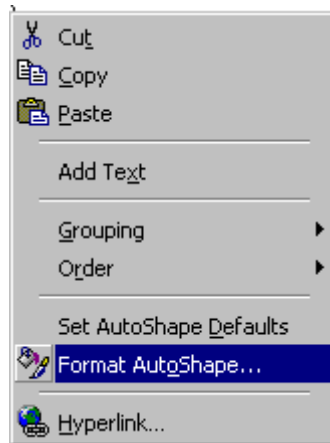 Cut
Copy
Paste
Add Text
Grouping
Order
Set AutoShape Defaults
Format AutoShape...
Hyperlink...